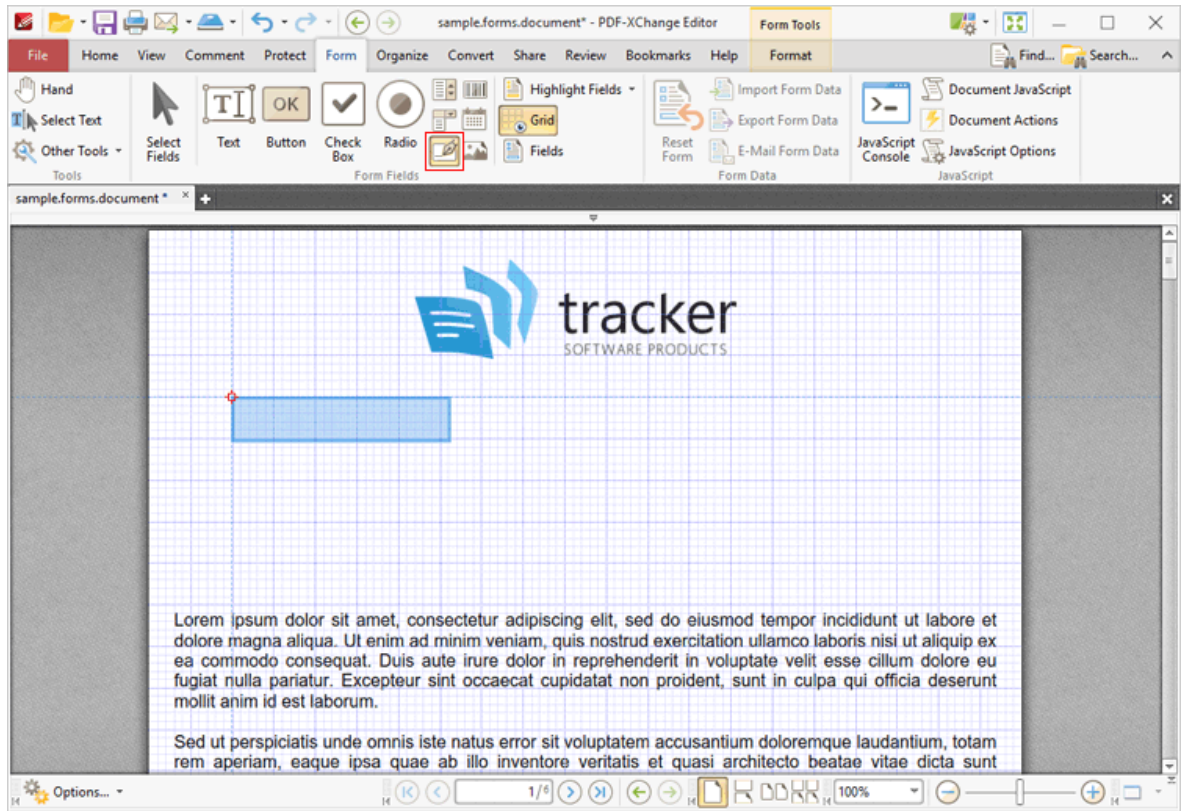 sample.forms.document* - PDF-XChange Editor
Form Tools
File Home View Comment Protect Form Organize Convert Share Review Bookmarks Help Format Find... Search...
Hand
Select Text
Other Tools
Tools
Select Fields
Text
OK
Button
Check Box
Radio
Form Fields
Highlight Fields
Grid
Fields
Reset Form
Import Form Data
Export Form Data
E-Mail Form Data
Form Data
JavaScript Console
Document JavaScript
Document Actions
JavaScript Options
JavaScript
sample.forms.document *
tracker
SOFTWARE PRODUCTS
Lorem ipsum dolor sit amet, consectetur adipiscing elit, sed do eiusmod tempor incididunt ut labore et
dolore magna aliqua. Ut enim ad minim veniam, quis nostrud exercitation ullamco laboris nisi ut aliquip ex
ea commodo consequat. Duis aute irure dolor in reprehenderit in voluptate velit esse cillum dolore eu
fugiat nulla pariatur. Excepteur sint occaecat cupidatat non proident, sunt in culpa qui officia deserunt
mollit anim id est laborum.
Sed ut perspiciatis unde omnis iste natus error sit voluptatem accusantium doloremque laudantium, totam
rem aperiam, eaque ipsa quae ab illo inventore veritatis et quasi architecto beatae vitae dicta sunt
Options... 1/6 100%